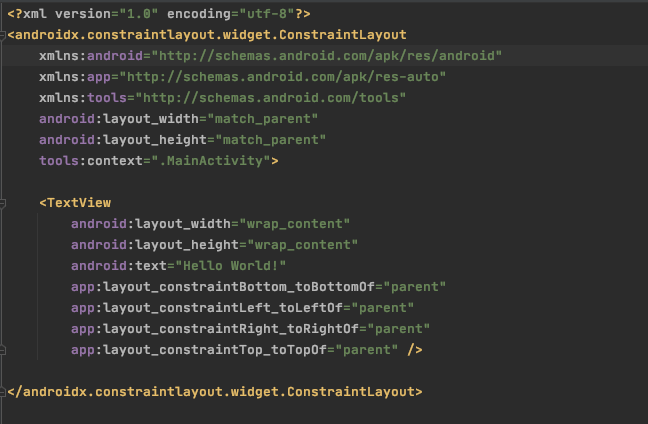 <?xml version="1.0" encoding="utf-8"?>
<androidx.constraintlayout.widget.ConstraintLayout
    xmlns:android="http://schemas.android.com/apk/res/android"
    xmlns:app="http://schemas.android.com/apk/res-auto"
    xmlns:tools="http://schemas.android.com/tools"
    android:layout_width="match_parent"
    android:layout_height="match_parent"
    tools:context=".MainActivity">

    <TextView
        android:layout_width="wrap_content"
        android:layout_height="wrap_content"
        android:text="Hello World!"
        app:layout_constraintBottom_toBottomOf="parent"
        app:layout_constraintLeft_toLeftOf="parent"
        app:layout_constraintRight_toRightOf="parent"
        app:layout_constraintTop_toTopOf="parent" />

</androidx.constraintlayout.widget.ConstraintLayout>